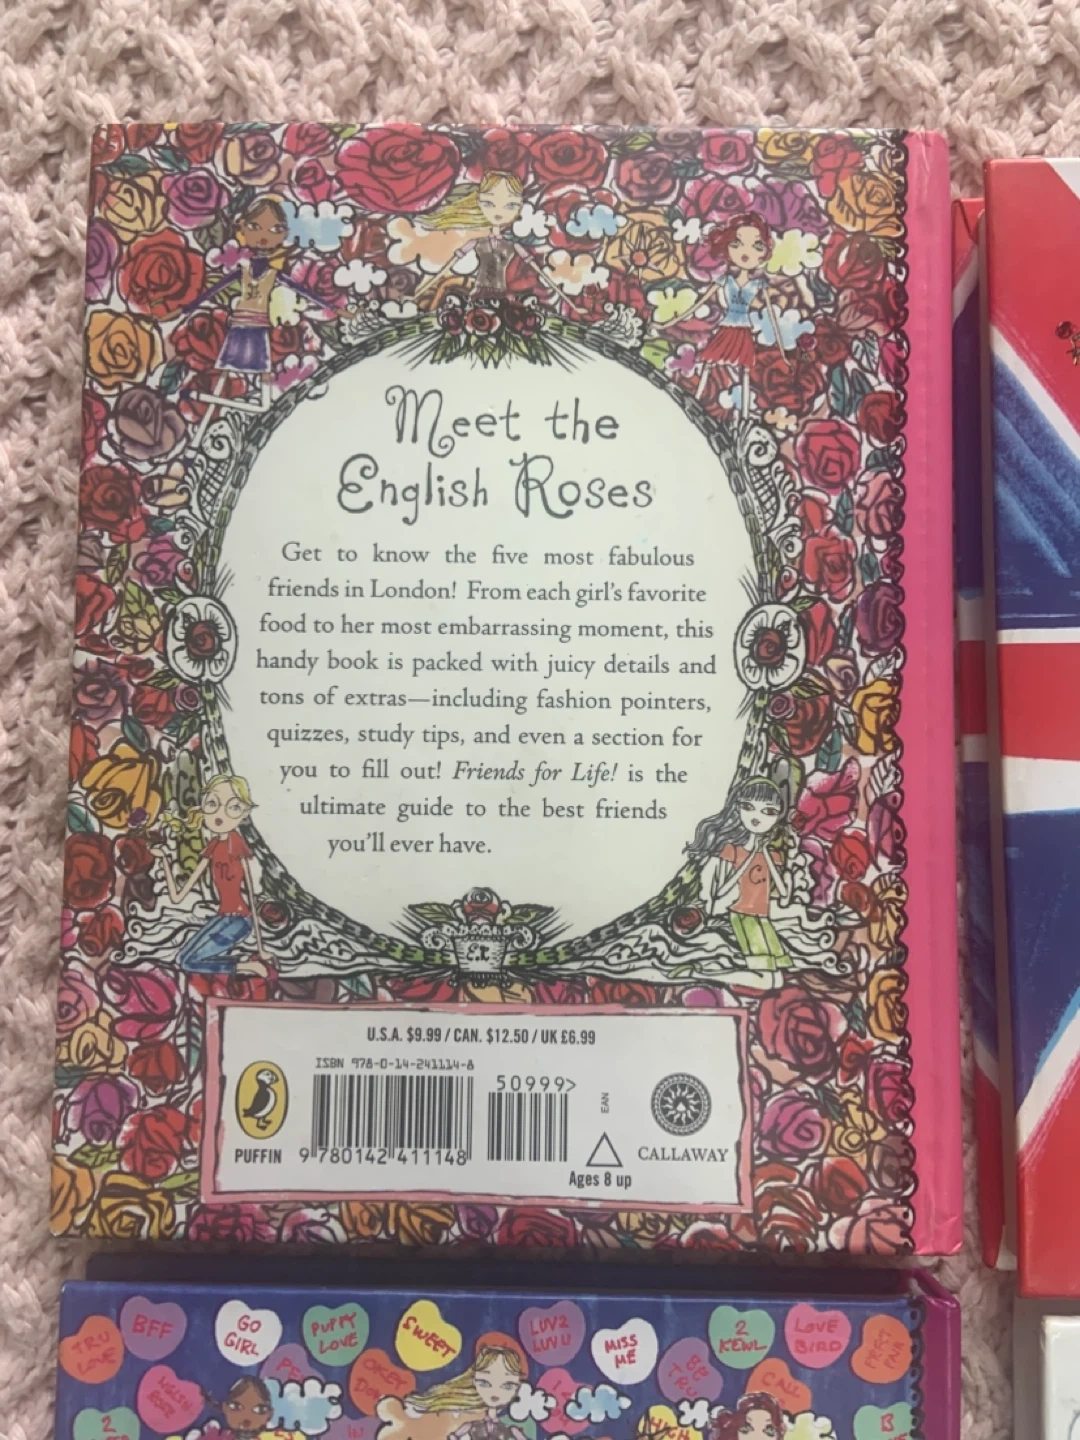 Meet the
English Roses
Get to know the five most fabulous
friends in London! From each girl's favorite
food to her most embarrassing moment, this
handy book is packed with juicy details and
tons of extras—including fashion pointers,
quizzes, study tips, and even a section for
you to fill out! Friends for Life! is the
ultimate guide to the best friends
you'll ever have.
N.
C.
E.R
U.S.A. $9.99 / CAN. $12.50 / UK £6.99
ISBN 978-0-14-241114-8
50999>
EAN
9 780142 411148
PUFFIN
CALLAWAY
Ages 8 up
TRU LOVE
BFF
GO GIRL
PUPPY LOVE
SWEET
LUV2 LUVU
MISS ME
2 KEWL
LOVE BIRD
CALL